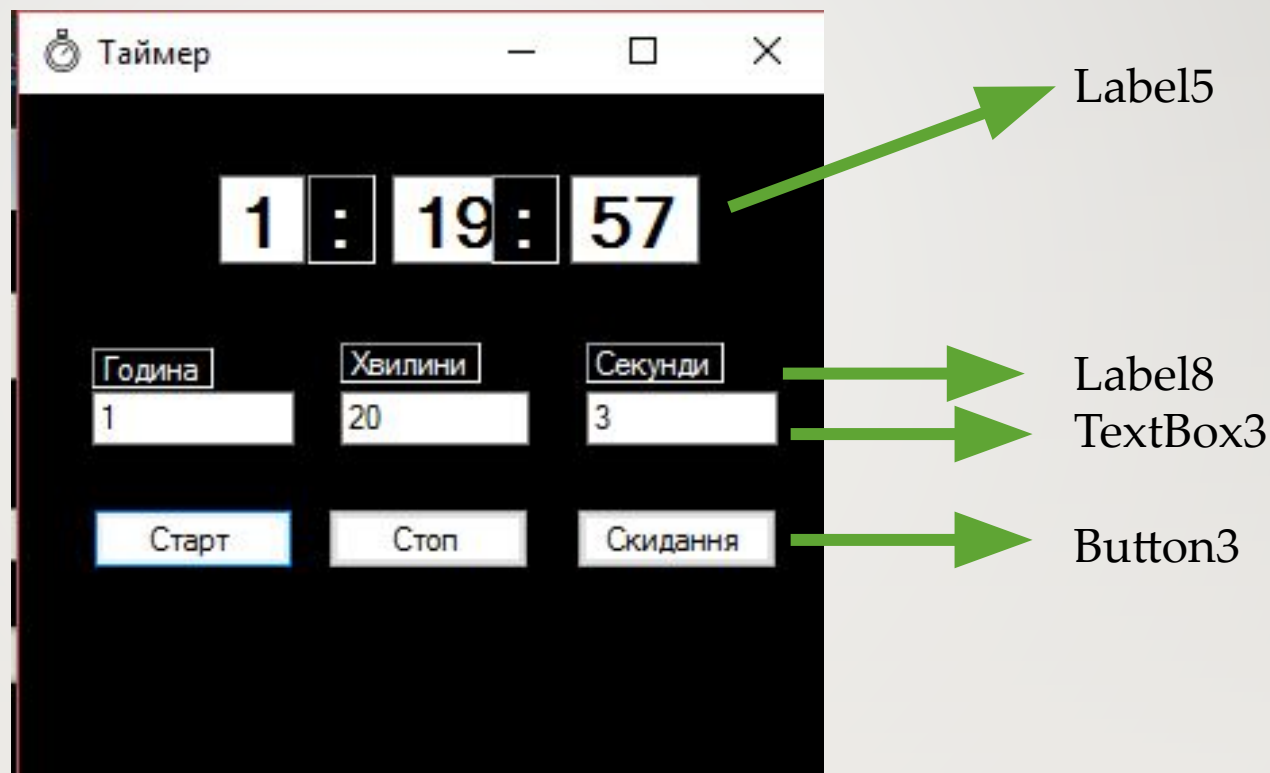 Таймер
Label5
1 : 19 : 57
Година Хвилини Секунди
Label8
1 20 3
TextBox3
Старт Стоп Скидання
Button3